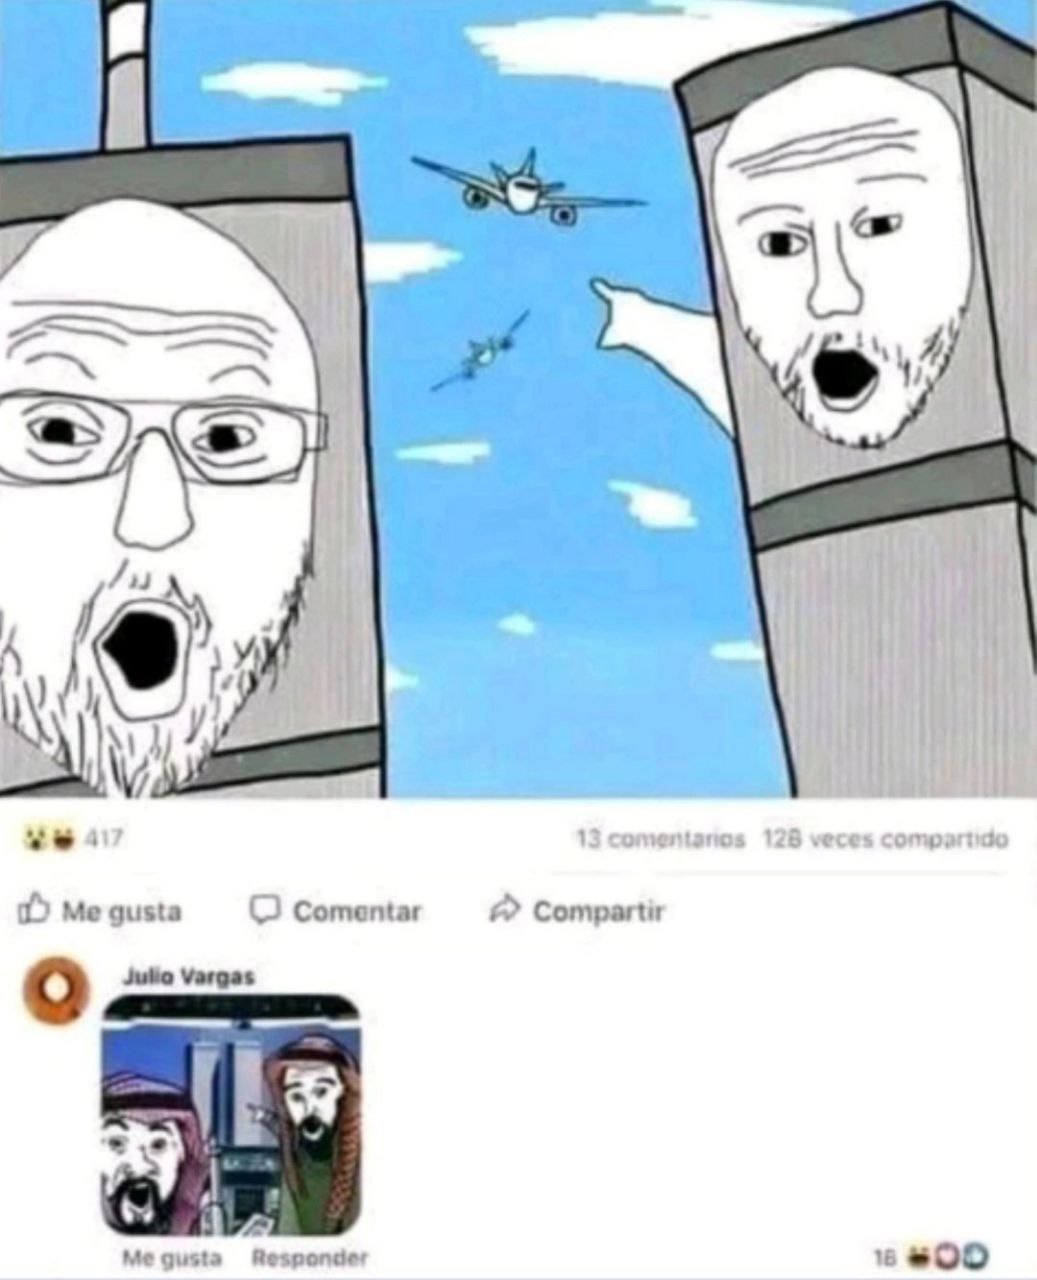 417
13 comentarios 128 veces compartido
Me gusta Comentar Compartir
Julio Vargas
Me gusta Responder
18